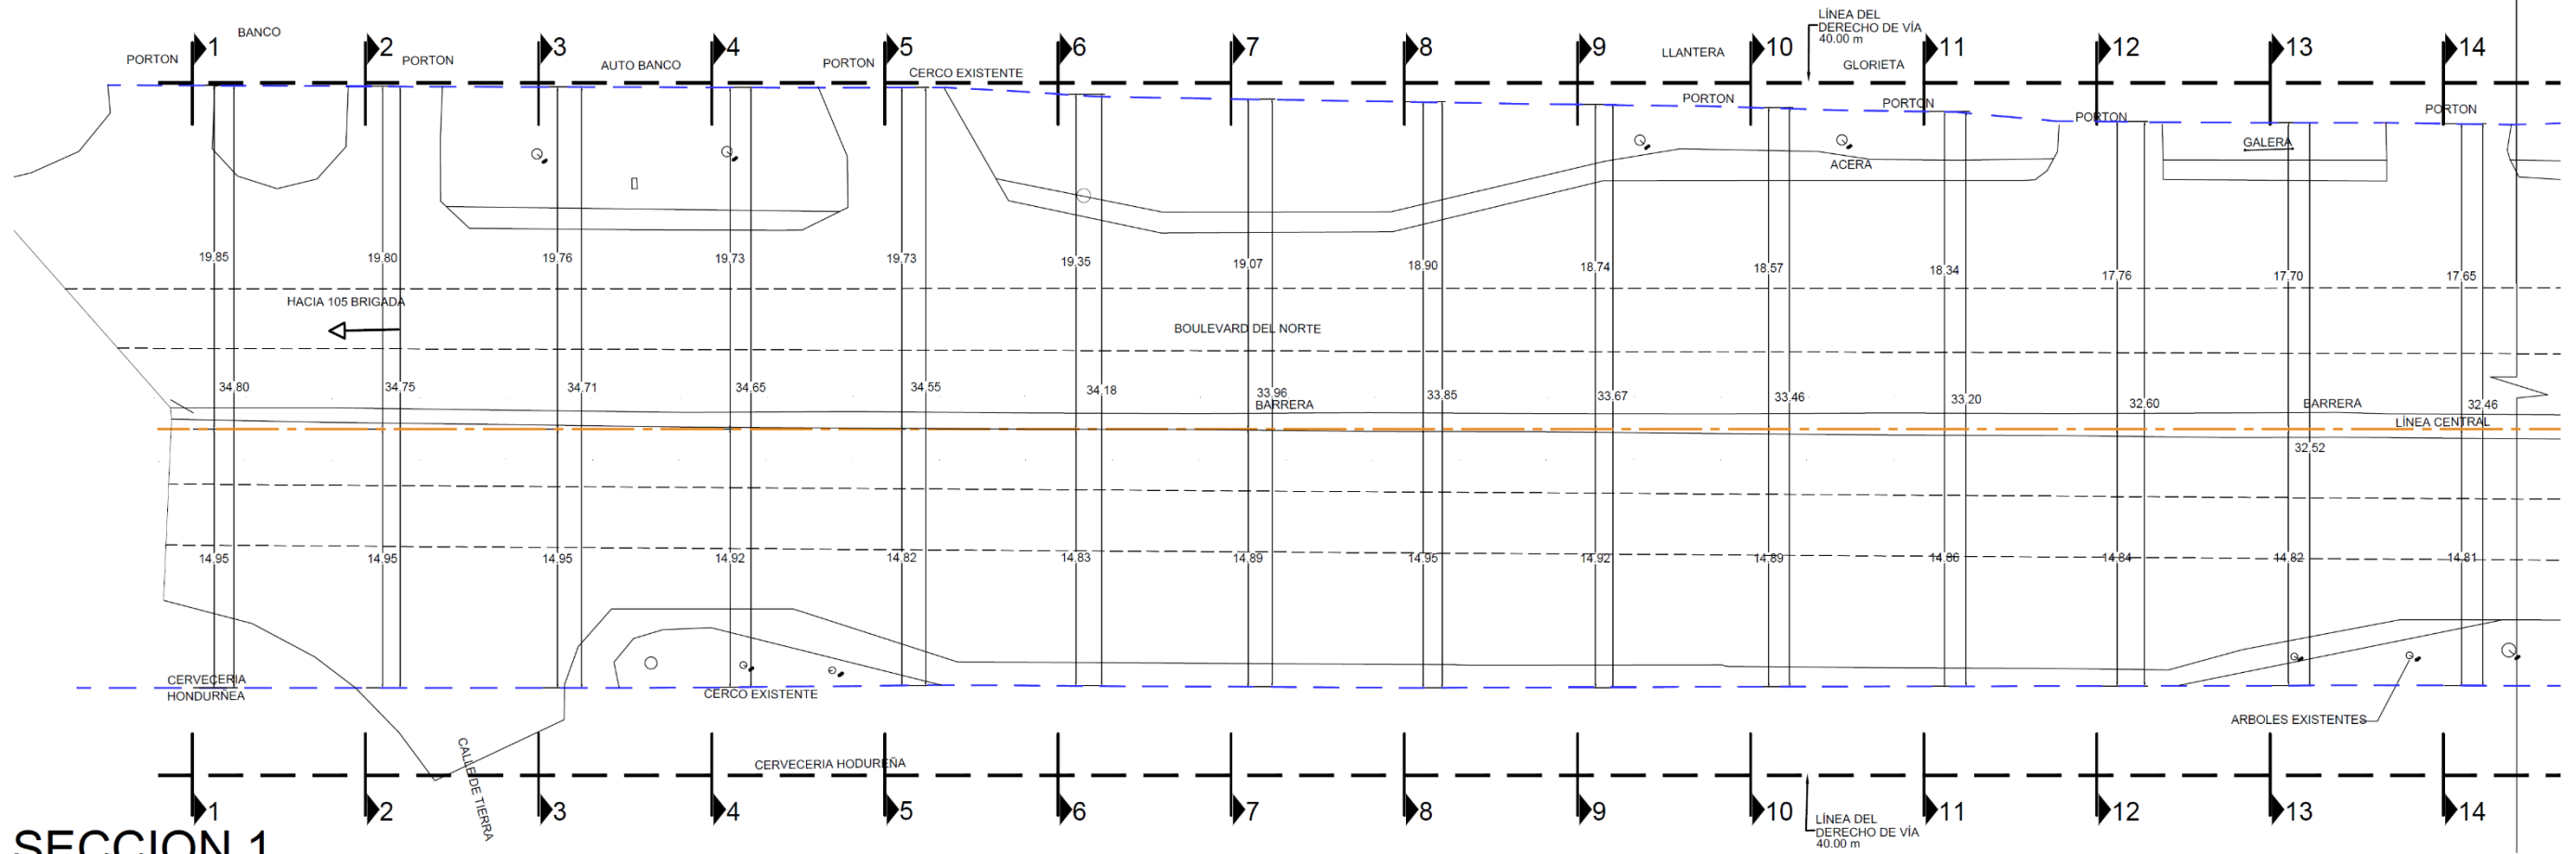 BANCO
LÍNEA DEL
DERECHO DE VÍA
40.00 m
1 2 3 4 5 6 7 8 9 10 11 12 13 14
PORTON
PORTON
AUTO BANCO
PORTON
CERCO EXISTENTE
LLANTERA
GLORIETA
PORTON
PORTON
PORTON
PORTON
GALERA
ACERA
19.85 19.80 19.76 19.73 19.73 19.35 19.07 18.90 18.74 18.57 18.34 17.76 17.70 17.65
HACIA 105 BRIGADA
BOULEVARD DEL NORTE
34.80 34.75 34.71 34.65 34.55 34.18 33.96 33.85 33.67 33.46 33.20 32.60 32.52 32.46
BARRERA
BARRERA
LÍNEA CENTRAL
14.95 14.95 14.95 14.92 14.82 14.83 14.89 14.95 14.92 14.89 14.86 14.84 14.82 14.81
CERVECERIA
HONDURÑEA
CERCO EXISTENTE
ARBOLES EXISTENTES
CALLE DE TIERRA
CERVECERIA HODUREÑA
1 2 3 4 5 6 7 8 9 10 11 12 13 14
LÍNEA DEL
DERECHO DE VÍA
40.00 m
SECCION 1